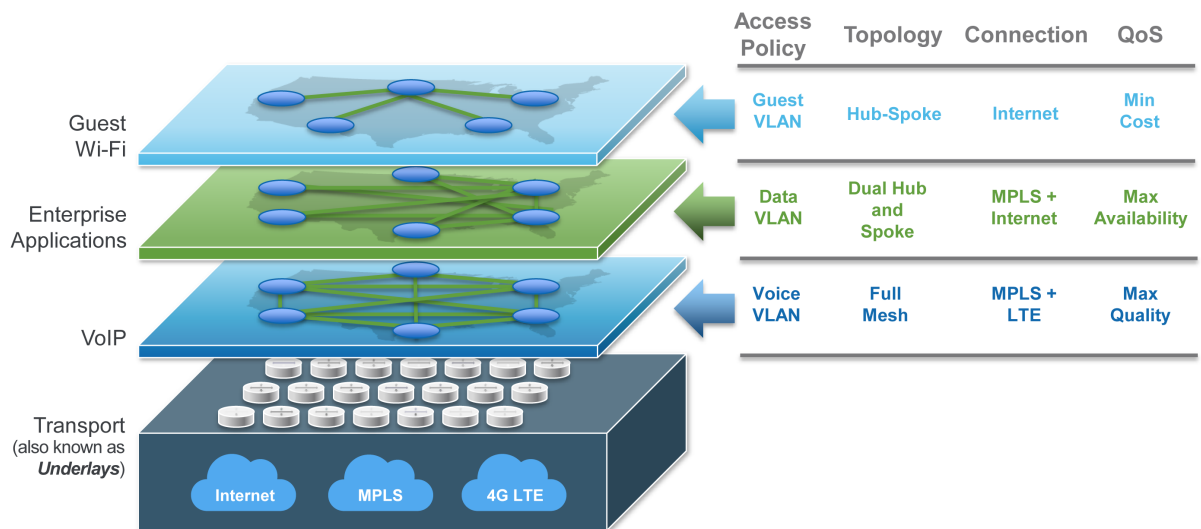 Access Policy
Topology
Connection
QoS
Guest Wi-Fi
Guest VLAN
Hub-Spoke
Internet
Min Cost
Enterprise Applications
Data VLAN
Dual Hub and Spoke
MPLS + Internet
Max Availability
VoIP
Voice VLAN
Full Mesh
MPLS + LTE
Max Quality
Transport
(also known as
Underlays)
Internet
MPLS
4G LTE